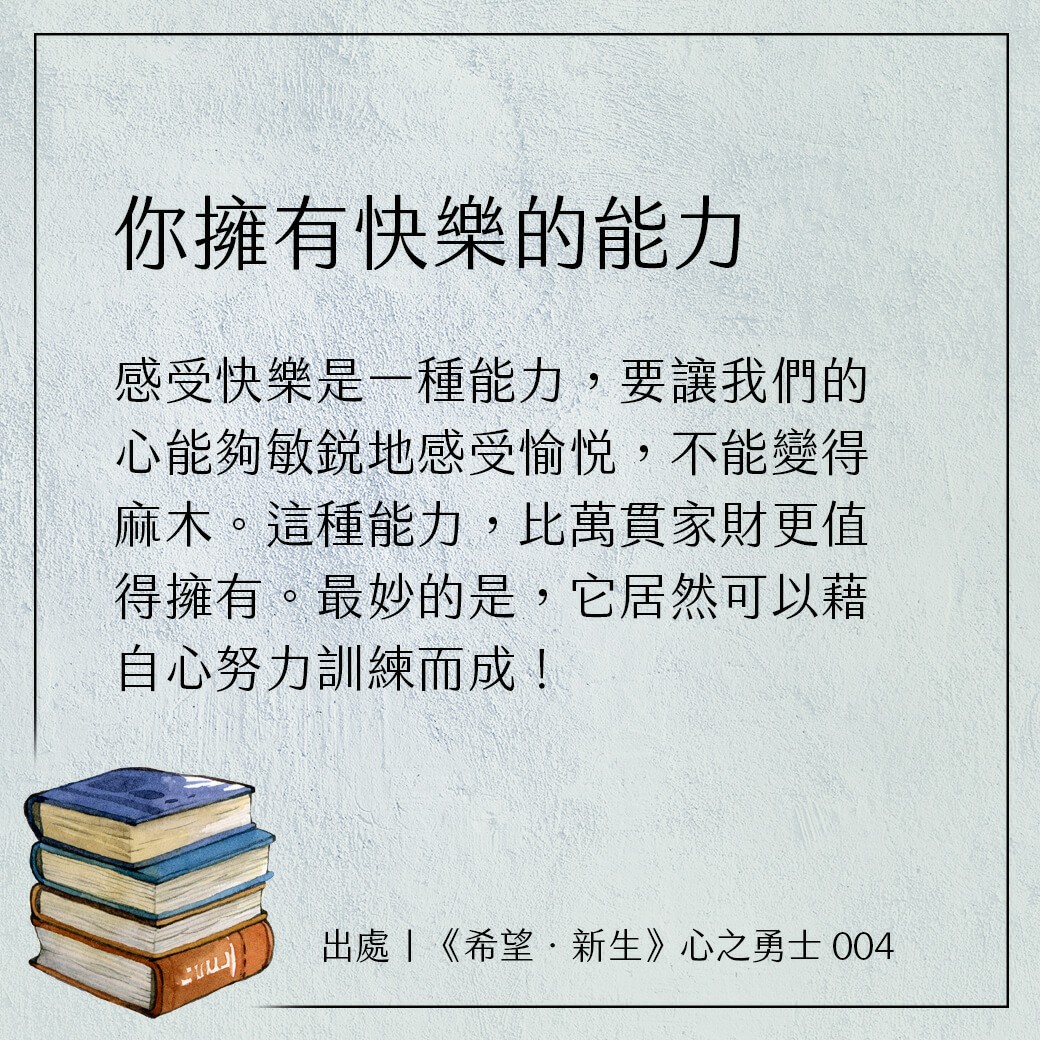 你擁有快樂的能力
感受快樂是一種能力，要讓我們的
心能夠敏銳地感受愉悅，不能變得
麻木。這種能力，比萬貫家財更值
得擁有。最妙的是，它居然可以藉
自心努力訓練而成！
出處｜《希望．新生》心之勇士 004